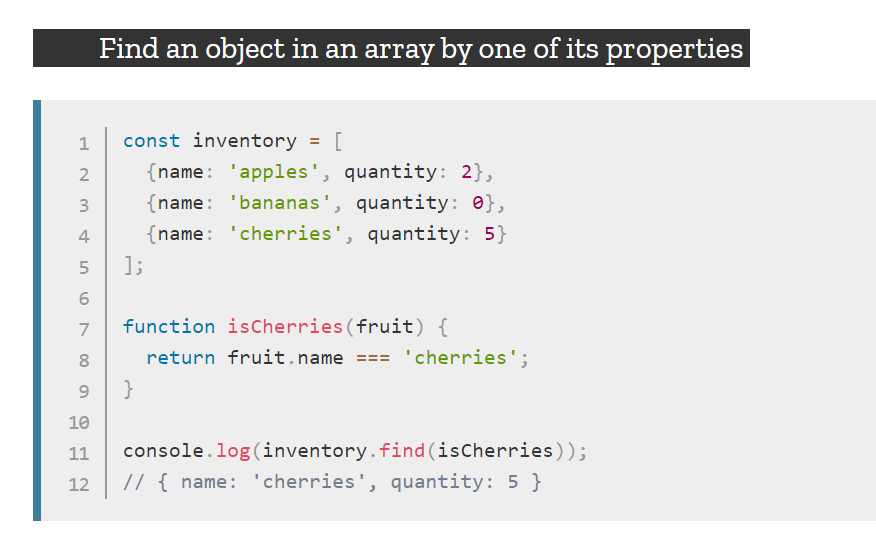 Find an object in an array by one of its properties
1 const inventory = [
2   {name: 'apples', quantity: 2},
3   {name: 'bananas', quantity: 0},
4   {name: 'cherries', quantity: 5}
5 ];
6
7 function isCherries(fruit) {
8   return fruit.name === 'cherries';
9 }
10
11 console.log(inventory.find(isCherries));
12 // { name: 'cherries', quantity: 5 }